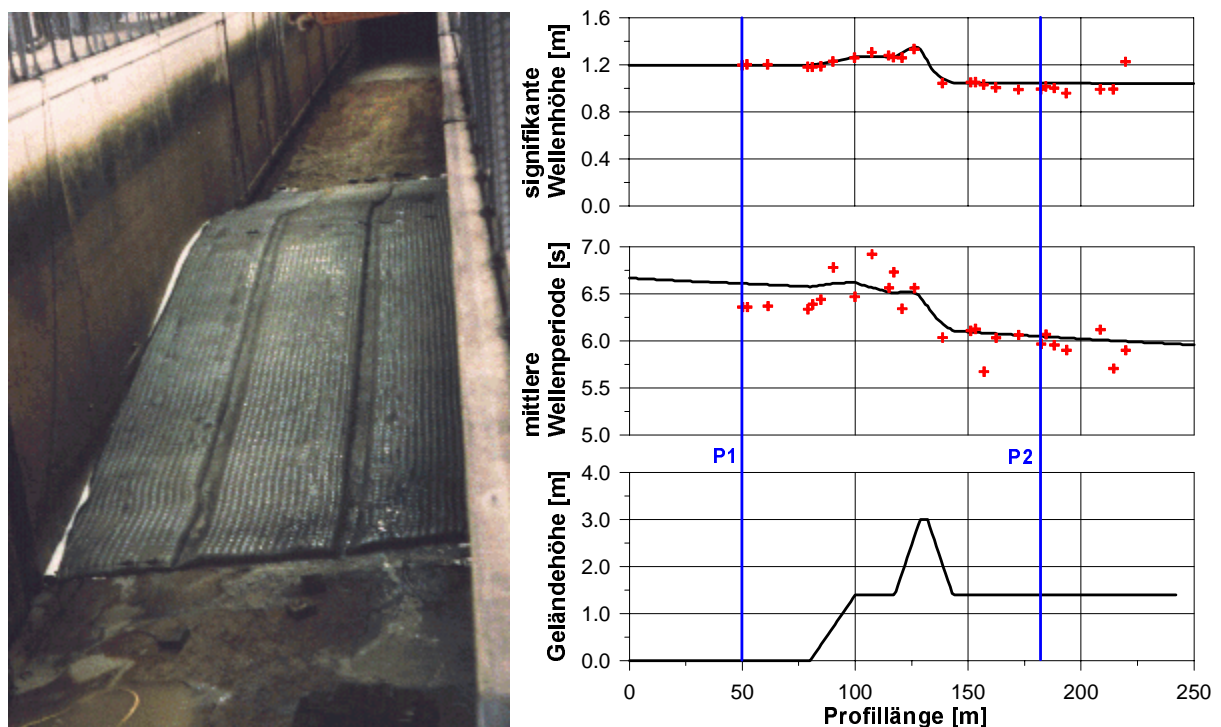 signifikante
Wellenhöhe [m]
1.6
1.2
0.8
0.4
0.0
mittlere
Wellenperiode [s]
7.0
6.5
6.0
5.5
5.0
P1
P2
Geländehöhe [m]
4.0
3.0
2.0
1.0
0.0
0 50 100 150 200 250
Profillänge [m]